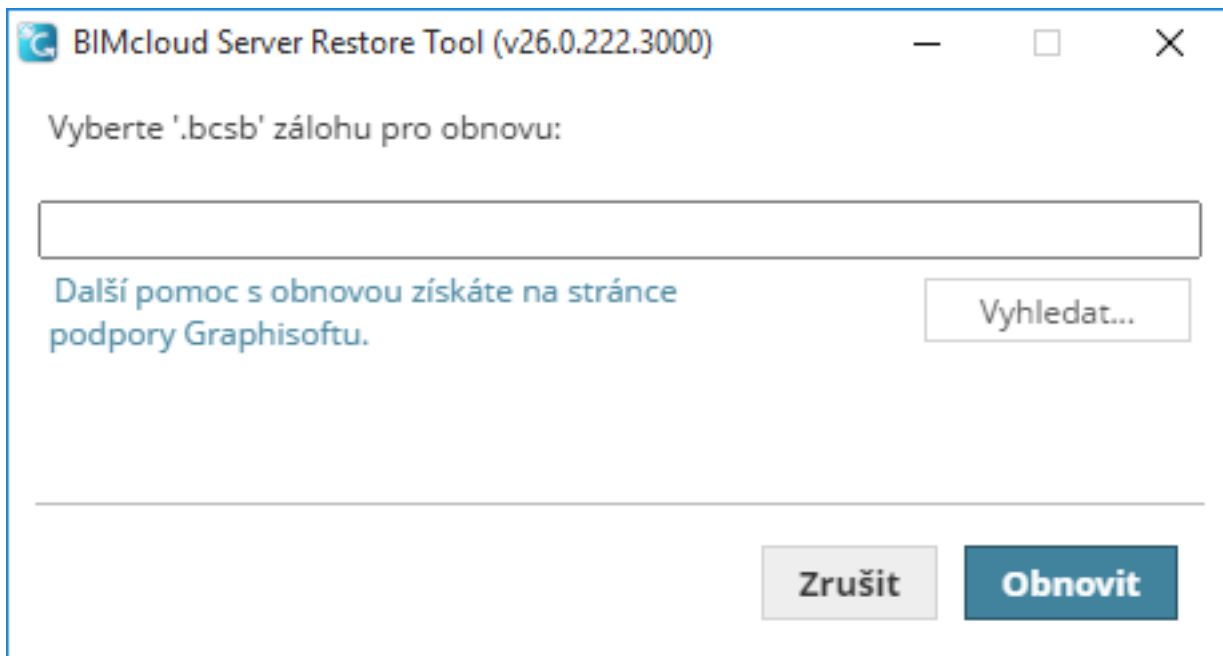 BIMcloud Server Restore Tool (v26.0.222.3000)
Vyberte '.bcsb' zálohu pro obnovu:
Další pomoc s obnovou získáte na stránce
podpory Graphisoftu.
Vyhledat...
Zrušit
Obnovit